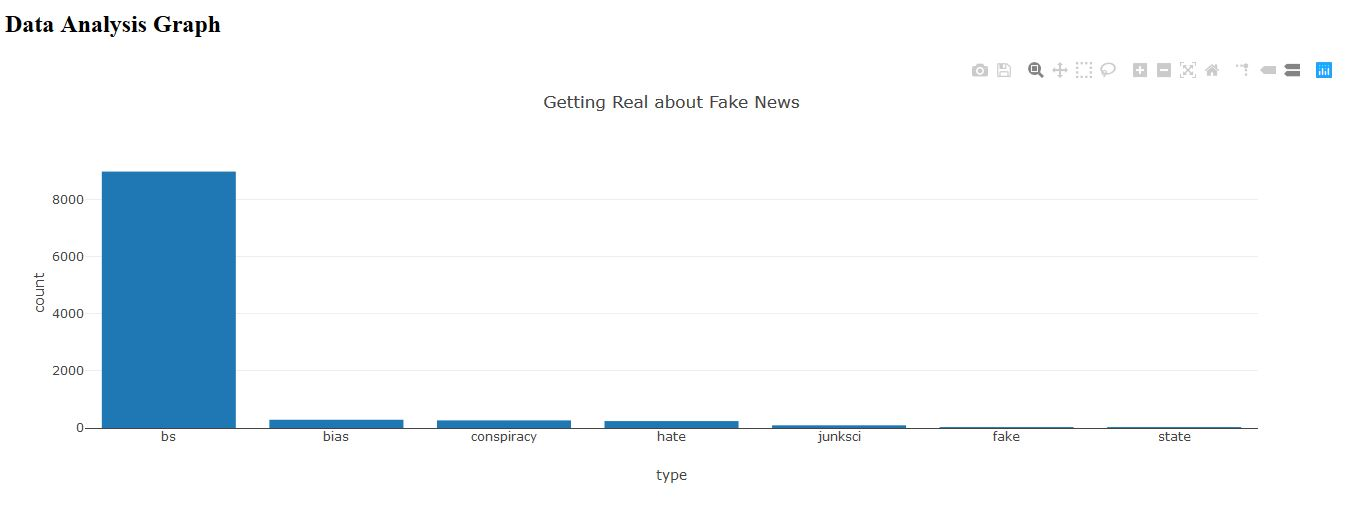 Data Analysis Graph
Getting Real about Fake News
8000
6000
4000
2000
0
count
bs bias conspiracy hate junksci fake state
type